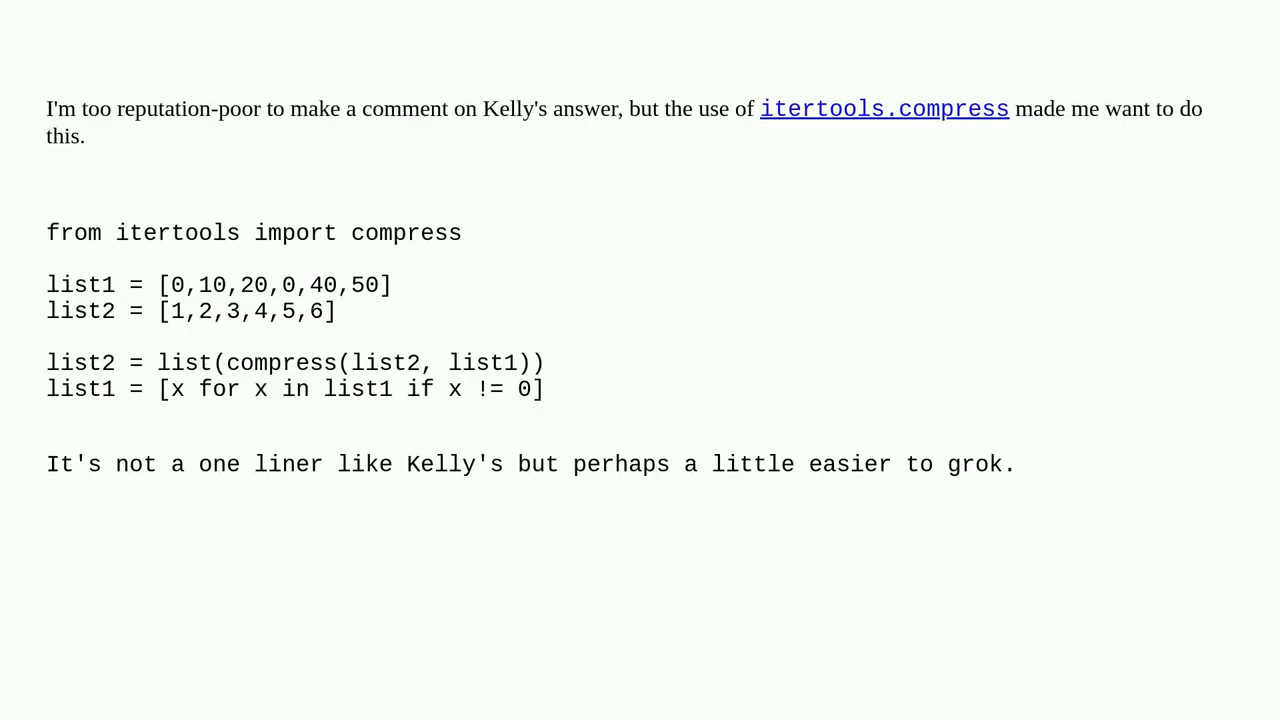 I'm too reputation-poor to make a comment on Kelly's answer, but the use of itertools.compress made me want to do
this.
from itertools import compress
list1 = [0,10,20,0,40,50]
list2 = [1,2,3,4,5,6]
list2 = list(compress(list2, list1))
list1 = [x for x in list1 if x != 0]
It's not a one liner like Kelly's but perhaps a little easier to grok.